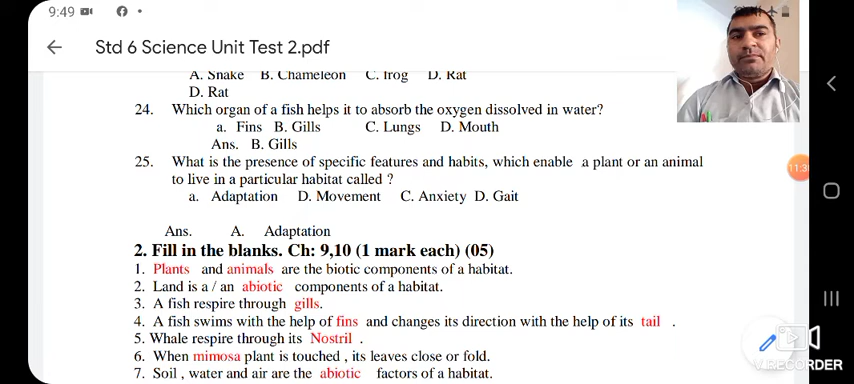 9:49
Std 6 Science Unit Test 2.pdf
A. Snake B. Chameleon C. frog D. Rat
D. Rat
24. Which organ of a fish helps it to absorb the oxygen dissolved in water?
a. Fins B. Gills C. Lungs D. Mouth
Ans. B. Gills
25. What is the presence of specific features and habits, which enable a plant or an animal
to live in a particular habitat called ?
a. Adaptation D. Movement C. Anxiety D. Gait
Ans. A. Adaptation
2. Fill in the blanks. Ch: 9,10 (1 mark each) (05)
1. Plants and animals are the biotic components of a habitat.
2. Land is a / an abiotic components of a habitat.
3. A fish respire through gills.
4. A fish swims with the help of fins and changes its direction with the help of its tail .
5. Whale respire through its Nostril .
6. When mimosa plant is touched , its leaves close or fold.
7. Soil , water and air are the abiotic factors of a habitat.
V.RECORDER